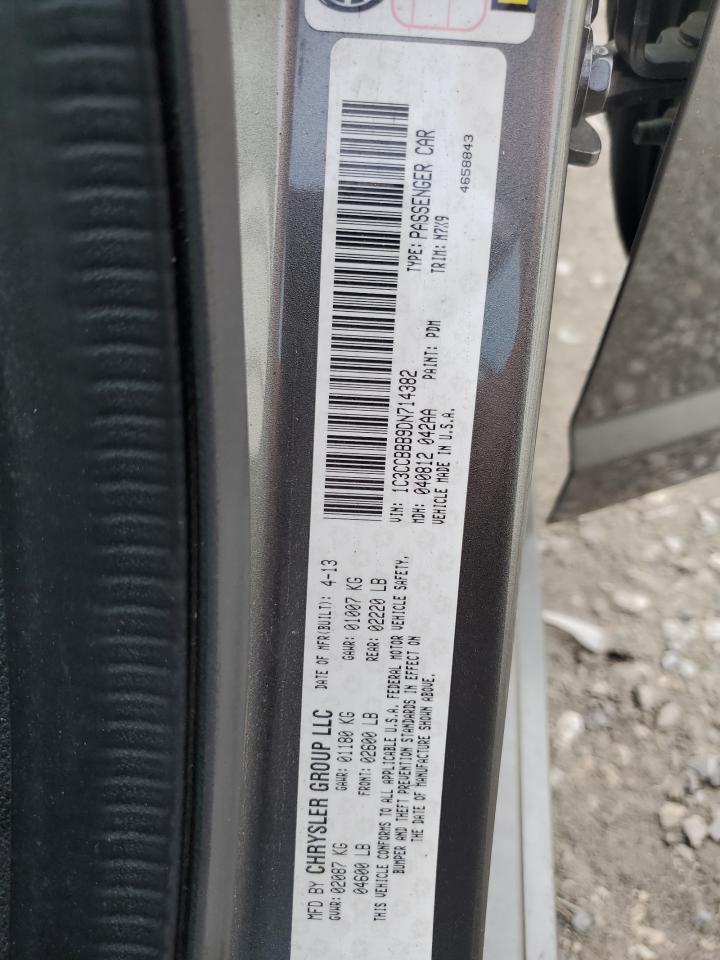 MFD BY CHRYSLER GROUP LLC DATE OF MFR(BUILT): 4-13
GVWR: 02087 KG GAWR: 01180 KG GAWR: 01007 KG
04600 LB FRONT: 02600 LB REAR: 02220 LB
THIS VEHICLE CONFORMS TO ALL APPLICABLE U.S.A. FEDERAL MOTOR VEHICLE SAFETY,
BUMPER AND THEFT PREVENTION STANDARDS IN EFFECT ON
THE DATE OF MANUFACTURE SHOWN ABOVE.
VIN: 1C3CCBBB9DN714382 TYPE: PASSENGER CAR
MDH: 040812 042AA PAINT: PDM TRIM: M7X9
VEHICLE MADE IN U.S.A. 4658843